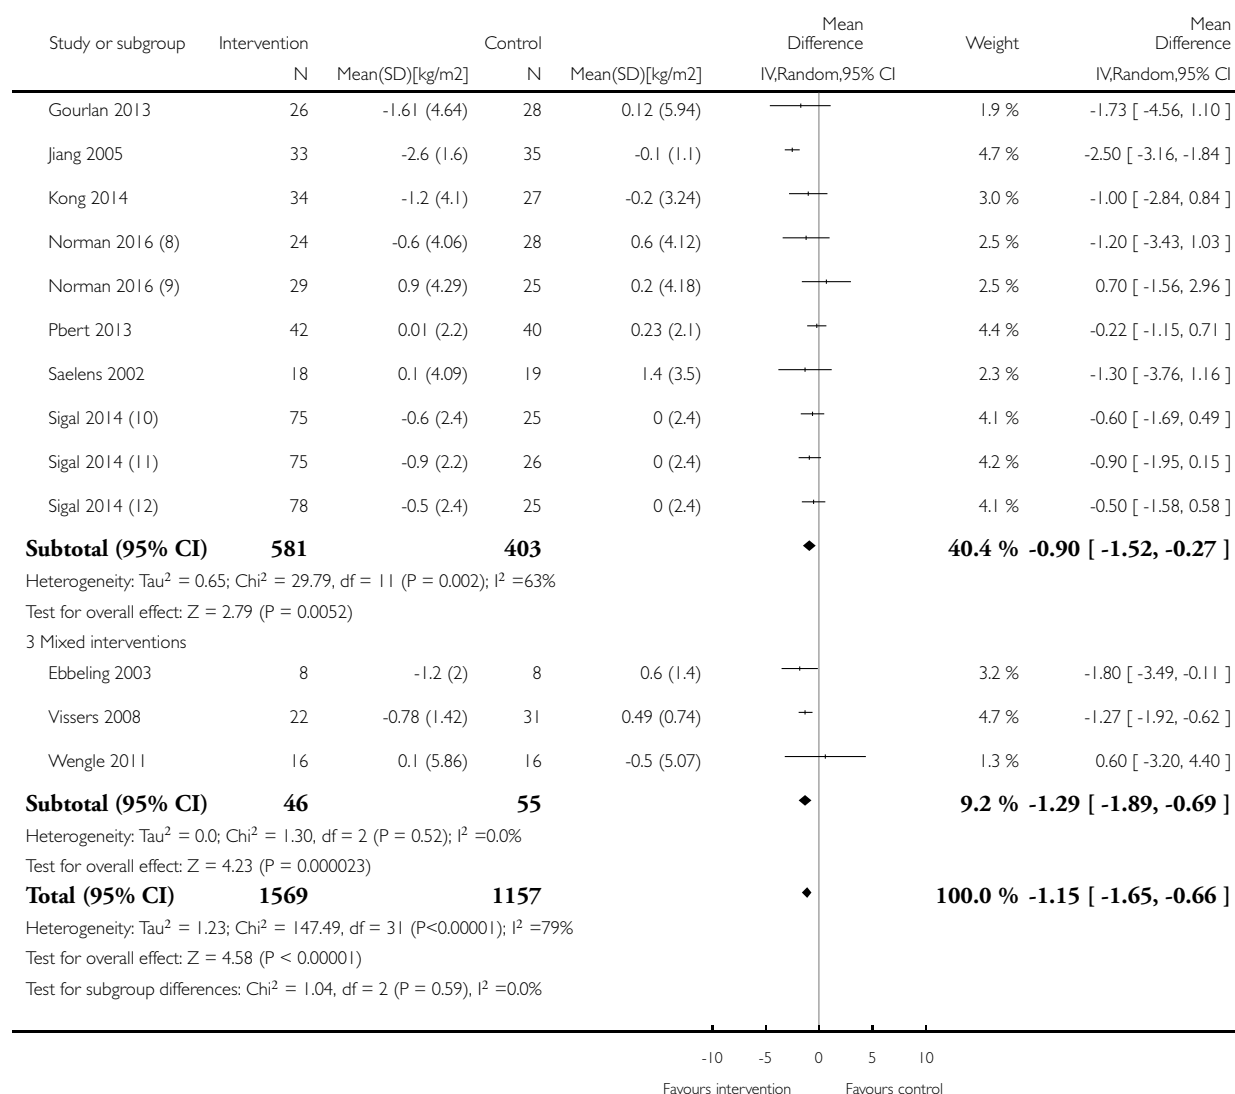 Study or subgroup Intervention Control Mean Difference Weight Mean Difference
N Mean(SD)[kg/m2] N Mean(SD)[kg/m2] IV,Random,95% CI IV,Random,95% CI
Gourlan 2013 26 -1.61 (4.64) 28 0.12 (5.94) 1.9 % -1.73 [ -4.56, 1.10 ]
Jiang 2005 33 -2.6 (1.6) 35 -0.1 (1.1) 4.7 % -2.50 [ -3.16, -1.84 ]
Kong 2014 34 -1.2 (4.1) 27 -0.2 (3.24) 3.0 % -1.00 [ -2.84, 0.84 ]
Norman 2016 (8) 24 -0.6 (4.06) 28 0.6 (4.12) 2.5 % -1.20 [ -3.43, 1.03 ]
Norman 2016 (9) 29 0.9 (4.29) 25 0.2 (4.18) 2.5 % 0.70 [ -1.56, 2.96 ]
Pbert 2013 42 0.01 (2.2) 40 0.23 (2.1) 4.4 % -0.22 [ -1.15, 0.71 ]
Saelens 2002 18 0.1 (4.09) 19 1.4 (3.5) 2.3 % -1.30 [ -3.76, 1.16 ]
Sigal 2014 (10) 75 -0.6 (2.4) 25 0 (2.4) 4.1 % -0.60 [ -1.69, 0.49 ]
Sigal 2014 (11) 75 -0.9 (2.2) 26 0 (2.4) 4.2 % -0.90 [ -1.95, 0.15 ]
Sigal 2014 (12) 78 -0.5 (2.4) 25 0 (2.4) 4.1 % -0.50 [ -1.58, 0.58 ]
Subtotal (95% CI) 581 403 40.4 % -0.90 [ -1.52, -0.27 ]
Heterogeneity: Tau² = 0.65; Chi² = 29.79, df = 11 (P = 0.002); I² =63%
Test for overall effect: Z = 2.79 (P = 0.0052)
3 Mixed interventions
Ebbeling 2003 8 -1.2 (2) 8 0.6 (1.4) 3.2 % -1.80 [ -3.49, -0.11 ]
Vissers 2008 22 -0.78 (1.42) 31 0.49 (0.74) 4.7 % -1.27 [ -1.92, -0.62 ]
Wengle 2011 16 0.1 (5.86) 16 -0.5 (5.07) 1.3 % 0.60 [ -3.20, 4.40 ]
Subtotal (95% CI) 46 55 9.2 % -1.29 [ -1.89, -0.69 ]
Heterogeneity: Tau² = 0.0; Chi² = 1.30, df = 2 (P = 0.52); I² =0.0%
Test for overall effect: Z = 4.23 (P = 0.000023)
Total (95% CI) 1569 1157 100.0 % -1.15 [ -1.65, -0.66 ]
Heterogeneity: Tau² = 1.23; Chi² = 147.49, df = 31 (P<0.00001); I² =79%
Test for overall effect: Z = 4.58 (P < 0.00001)
Test for subgroup differences: Chi² = 1.04, df = 2 (P = 0.59), I² =0.0%
-10 -5 0 5 10
Favours intervention Favours control